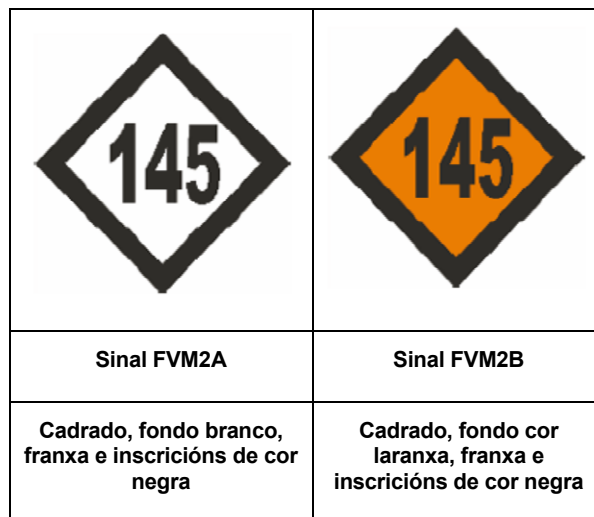 145
145
Sinal FVM2A
Sinal FVM2B
Cadrado, fondo branco,
franxa e inscricións de cor
negra
Cadrado, fondo cor
laranxa, franxa e
inscricións de cor negra